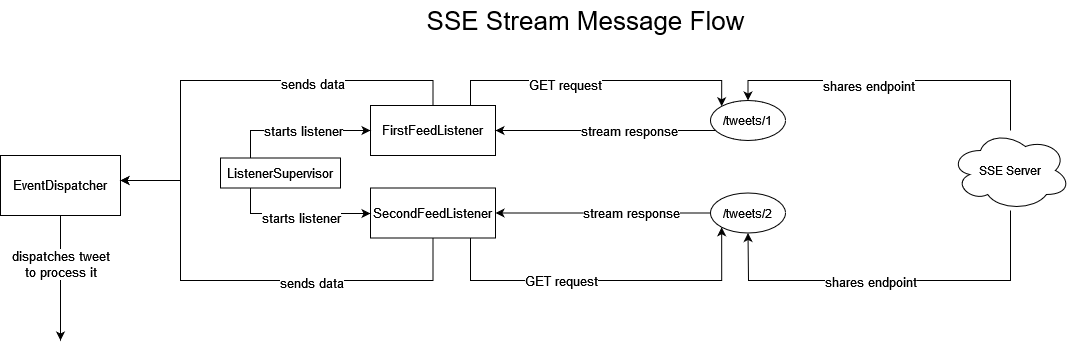 SSE Stream Message Flow
sends data
GET request
shares endpoint
starts listener
FirstFeedListener
stream response
/tweets/1
EventDispatcher
ListenerSupervisor
SSE Server
starts listener
SecondFeedListener
stream response
/tweets/2
dispatches tweet
to process it
sends data
GET request
shares endpoint